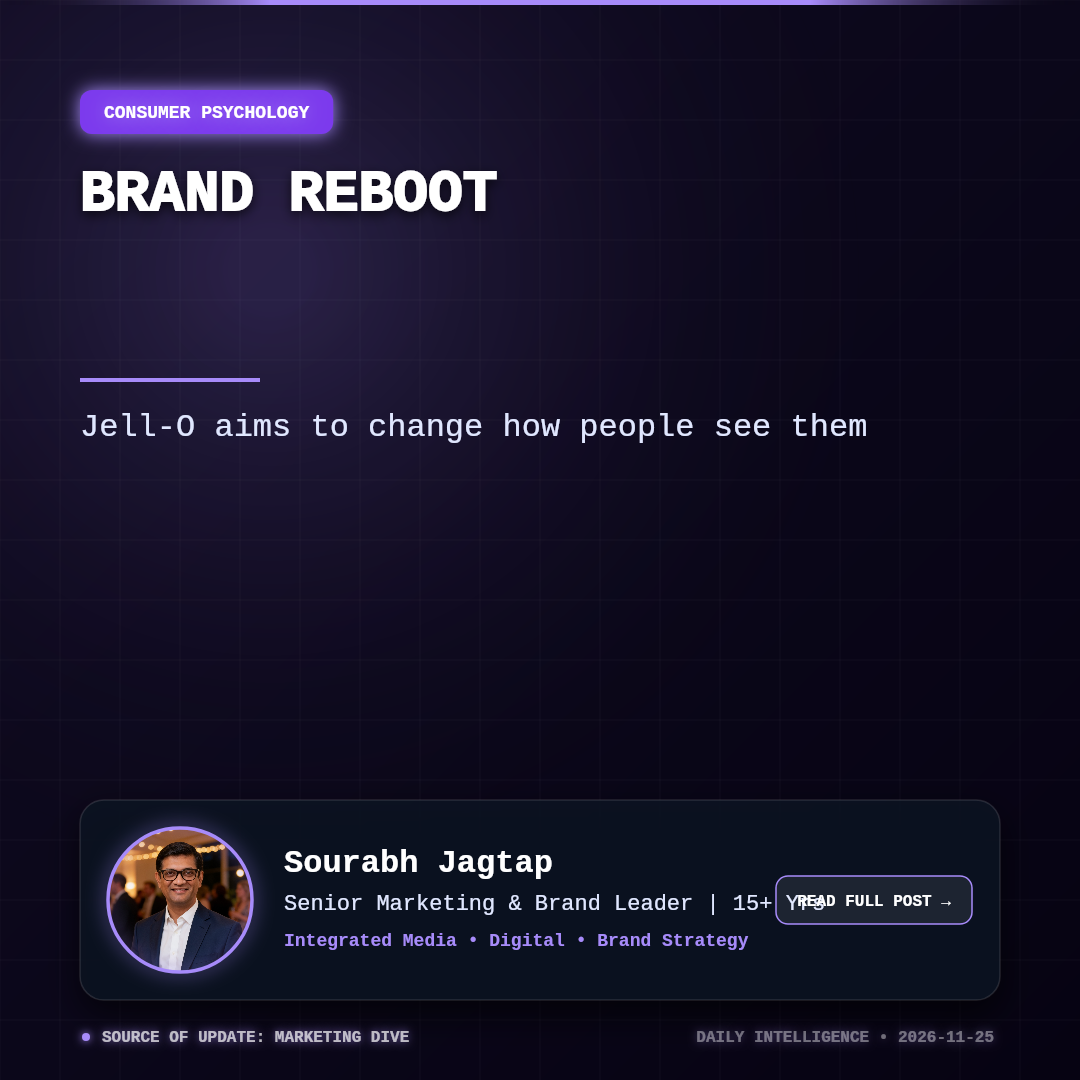 CONSUMER PSYCHOLOGY
BRAND REBOOT
Jell-O aims to change how people see them
Sourabh Jagtap
Senior Marketing & Brand Leader | 15+ Yrs
READ FULL POST →
Integrated Media • Digital • Brand Strategy
SOURCE OF UPDATE: MARKETING DIVE
DAILY INTELLIGENCE • 2026-11-25